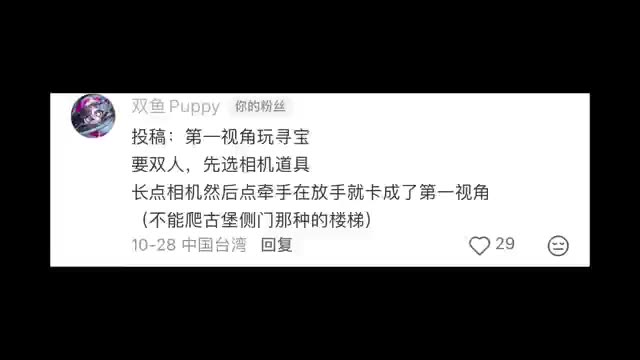 双鱼Puppy 你的粉丝
投稿：第一视角玩寻宝
要双人，先选相机道具
长点相机然后点牵手在放手就卡成了第一视角
（不能爬古堡侧门那种的楼梯）
10-28 中国台湾 回复 29